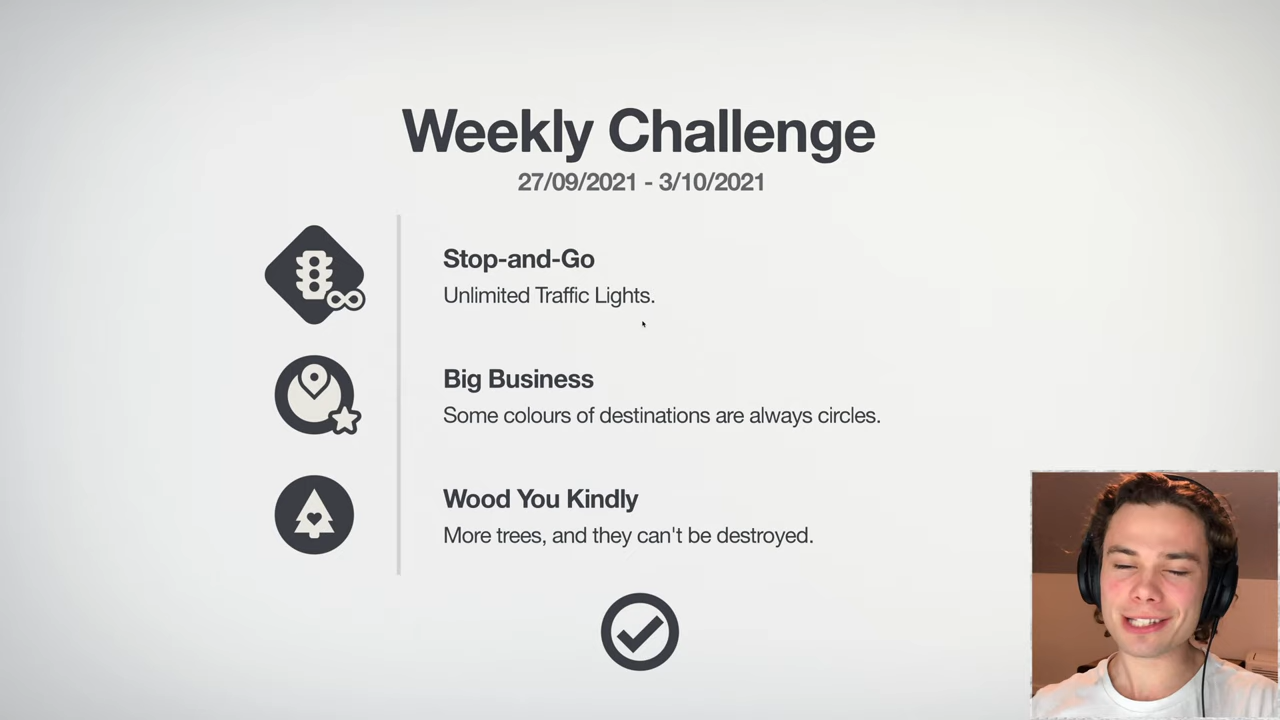 Weekly Challenge
27/09/2021 - 3/10/2021
Stop-and-Go
Unlimited Traffic Lights.
Big Business
Some colours of destinations are always circles.
Wood You Kindly
More trees, and they can't be destroyed.